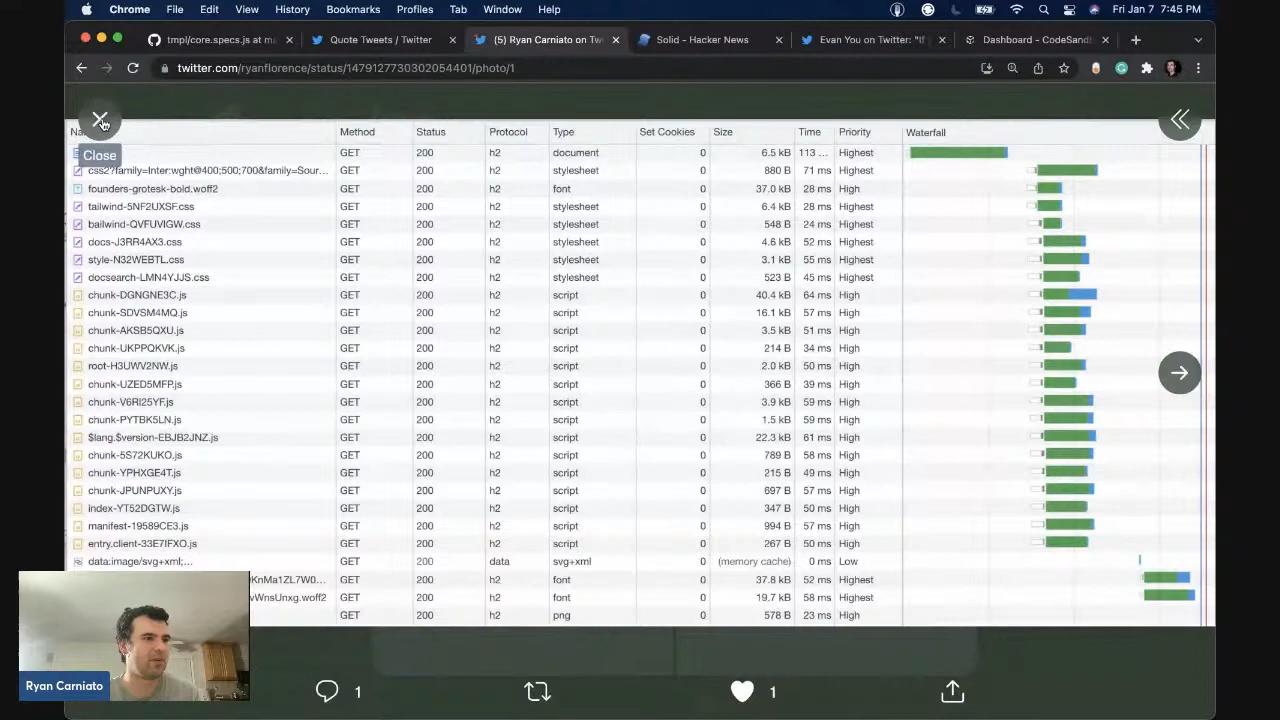 Chrome File Edit View History Bookmarks Profiles Tab Window Help Fri Jan 7 7:45 PM
tmpl/core.specs.js at m Quote Tweets / Twitter (5) Ryan Carniato on Tw Solid - Hacker News Evan You on Twitter: "If Dashboard - CodeSand
twitter.com/ryanflorence/status/1479127730302054401/photo/1
Method Status Protocol Type Set Cookies Size Time Priority Waterfall
GET 200 h2 document 0 6.5 kB 113 ... Highest
Close
css2?family=Inter:wght@400;500;700&family=Sour... GET 200 h2 stylesheet 0 880 B 71 ms Highest
founders-grotesk-bold.woff2 GET 200 h2 font 0 37.0 kB 28 ms High
tailwind-5NF2UXSF.css GET 200 h2 stylesheet 0 6.4 kB 28 ms Highest
bailwind-QVFUVIGW.css GET 200 h2 stylesheet 0 548 B 24 ms Highest
docs-J3RR4AX3.css GET 200 h2 stylesheet 0 4.6 kB 52 ms Highest
style-N32WEBTL.css GET 200 h2 stylesheet 0 3.1 kB 55 ms Highest
docsearch-LMN4YJJS.css GET 200 h2 stylesheet 0 523 B 45 ms Highest
chunk-DGNGNE3C.js GET 200 h2 script 0 40.4 kB 64 ms High
chunk-SDVSM4MQ.js GET 200 h2 script 0 16.1 kB 57 ms High
chunk-AKSB5QXU.js GET 200 h2 script 0 3.5 kB 51 ms High
chunk-UKPPQKVK.js GET 200 h2 script 0 214 B 34 ms High
root-H3UWV2NW.js GET 200 h2 script 0 2.0 kB 50 ms High
chunk-UZED5MFP.js GET 200 h2 script 0 366 B 39 ms High
chunk-V6RI25YF.js GET 200 h2 script 0 3.9 kB 59 ms High
chunk-PYTBK5LN.js GET 200 h2 script 0 1.5 kB 59 ms High
$lang.$version-EBJB2JNZ.js GET 200 h2 script 0 22.3 kB 61 ms High
chunk-5S72KUKO.js GET 200 h2 script 0 789 B 58 ms High
chunk-YPHXGE4T.js GET 200 h2 script 0 215 B 49 ms High
chunk-JPUNPUXY.js GET 200 h2 script 0 697 B 57 ms High
index-YT52DGTW.js GET 200 h2 script 0 347 B 50 ms High
manifest-19589CE3.js GET 200 h2 script 0 994 B 57 ms High
entry.client-33E7IFXO.js GET 200 h2 script 0 267 B 50 ms High
data:image/svg+xml;... GET 200 data svg+xml 0 (memory cache) 0 ms Low
KnMa1ZL7W0... GET 200 h2 font 0 37.8 kB 52 ms Highest
vWnsUnxg.woff2 GET 200 h2 font 0 19.7 kB 58 ms Highest
GET 200 h2 png 0 578 B 23 ms High
Ryan Carniato
1 1